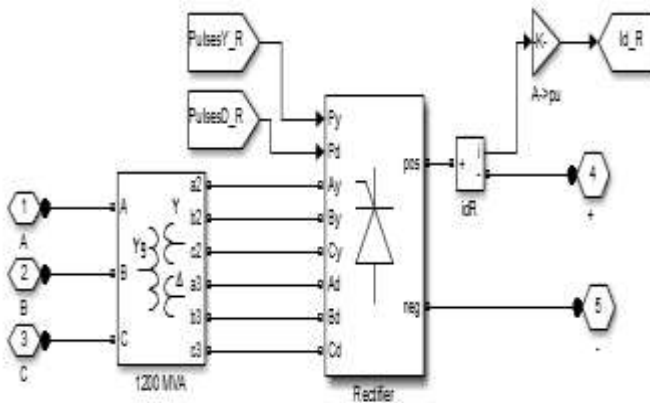 PulsesY_R
-K-
Id_R
A->pu
PulsesD_R
Py
Pd
pos
+
i
-
idR
4
+
1
A
2
B
3
C
A
B
C
Yg
Y
Δ
a2
b2
c2
a3
b3
c3
1200 MVA
Ay
By
Cy
Ad
Bd
Cd
neg
Rectifier
5
-